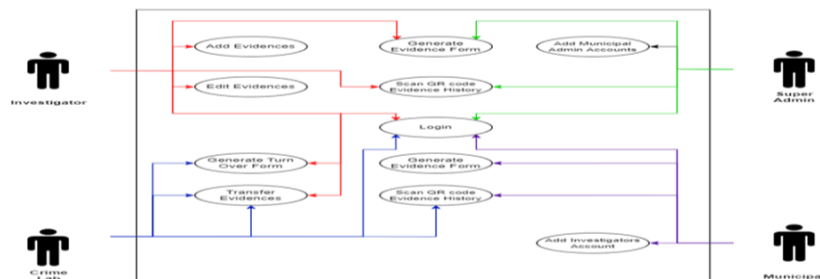 Add Evidences
Generate
Evidence Form
Add Municipal
Admin Accounts
Investigator
Edit Evidences
Scan QR code
Evidence History
Super
Admin
Login
Generate Turn
Over Form
Generate
Evidence Form
Transfer
Evidences
Scan QR code
Evidence History
Add Investigators
Account
Crime
Lab
Municipal